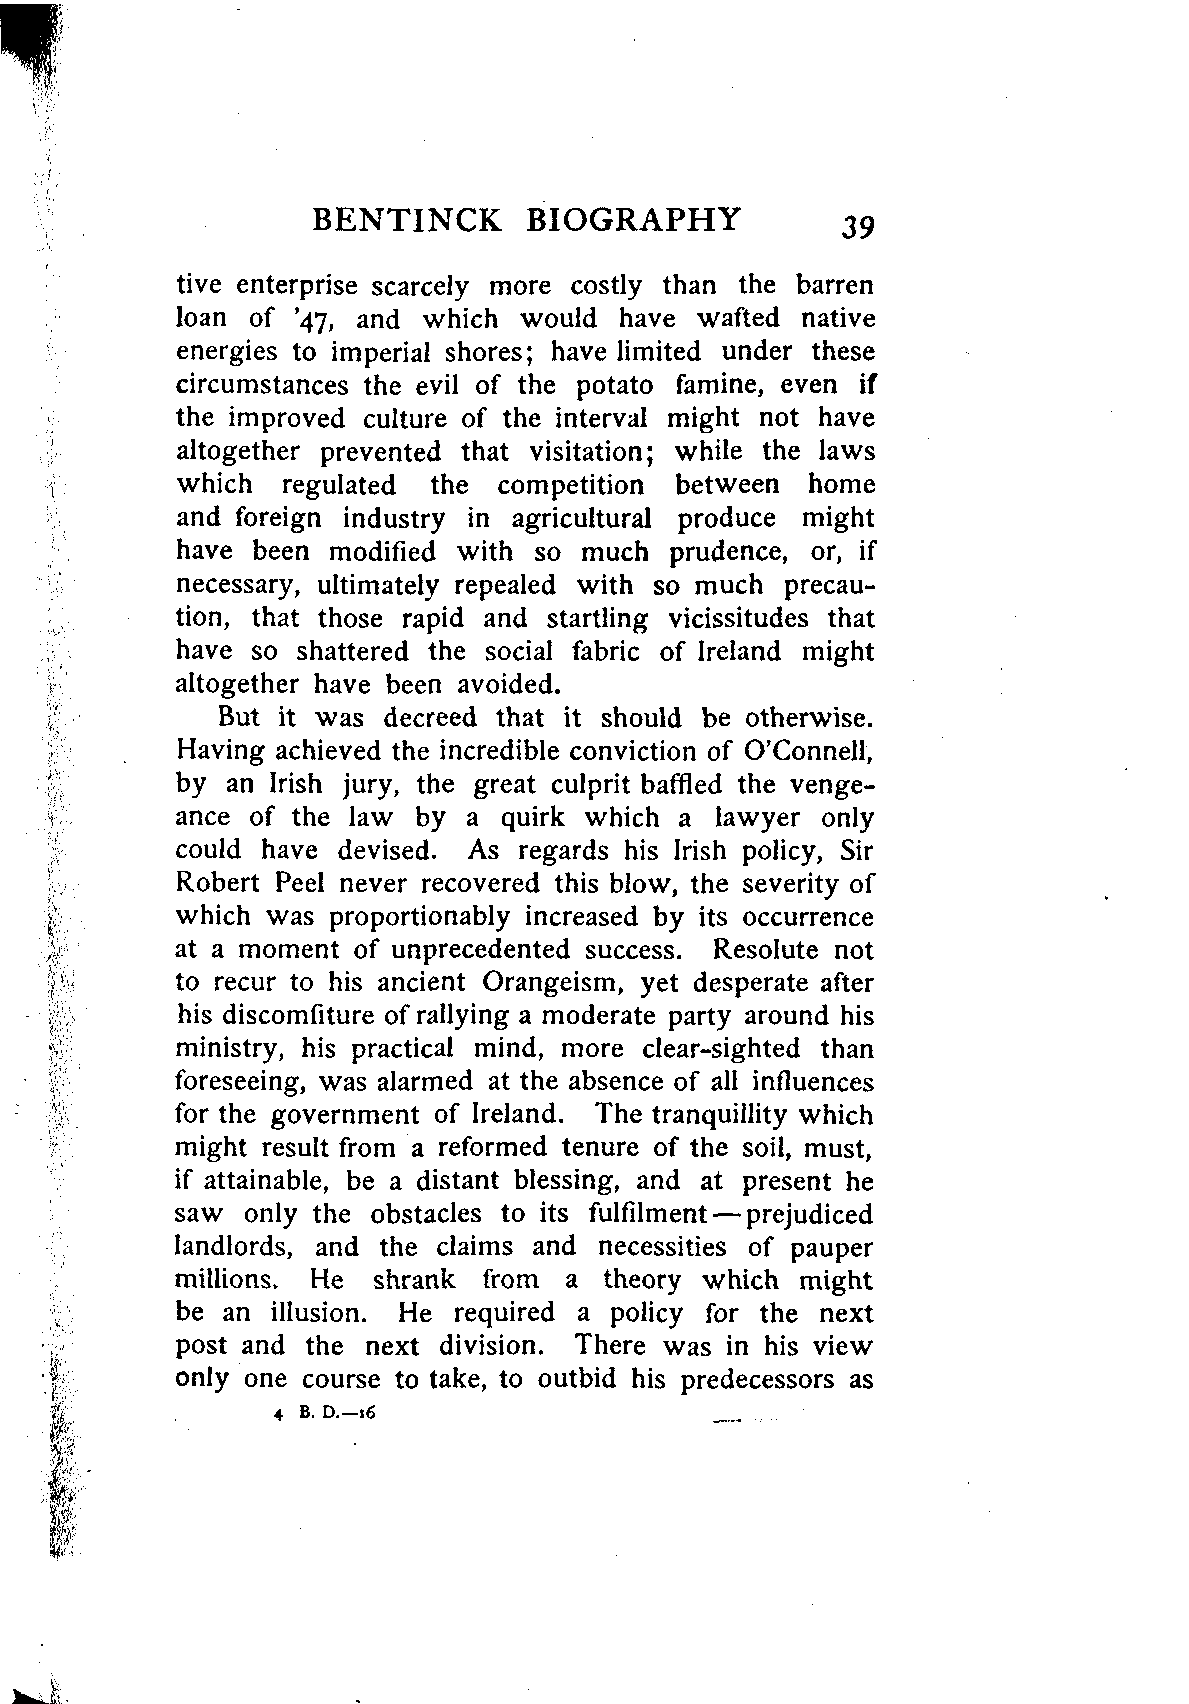 BENTINCK BIOGRAPHY 39
tive enterprise scarcely more costly than the barren
loan of ’47, and which would have wafted native
energies to imperial shores; have limited under these
circumstances the evil of the potato famine, even if
the improved culture of the interval might not have
altogether prevented that visitation; while the laws
which regulated the competition between home
and foreign industry in agricultural produce might
have been modified with so much prudence, or, if
necessary, ultimately repealed with so much precau-
tion, that those rapid and startling vicissitudes that
have so shattered the social fabric of Ireland might
altogether have been avoided.
But it was decreed that it should be otherwise.
Having achieved the incredible conviction of O’Connell,
by an Irish jury, the great culprit baffled the venge-
ance of the law by a quirk which a lawyer only
could have devised. As regards his Irish policy, Sir
Robert Peel never recovered this blow, the severity of
which was proportionably increased by its occurrence
at a moment of unprecedented success. Resolute not
to recur to his ancient Orangeism, yet desperate after
his discomfiture of rallying a moderate party around his
ministry, his practical mind, more clear-sighted than
foreseeing, was alarmed at the absence of all influences
for the government of Ireland. The tranquillity which
might result from a reformed tenure of the soil, must,
if attainable, be a distant blessing, and at present he
saw only the obstacles to its fulfilment—prejudiced
landlords, and the claims and necessities of pauper
millions. He shrank from a theory which might
be an illusion. He required a policy for the next
post and the next division. There was in his view
only one course to take, to outbid his predecessors as
4 B. D.—16